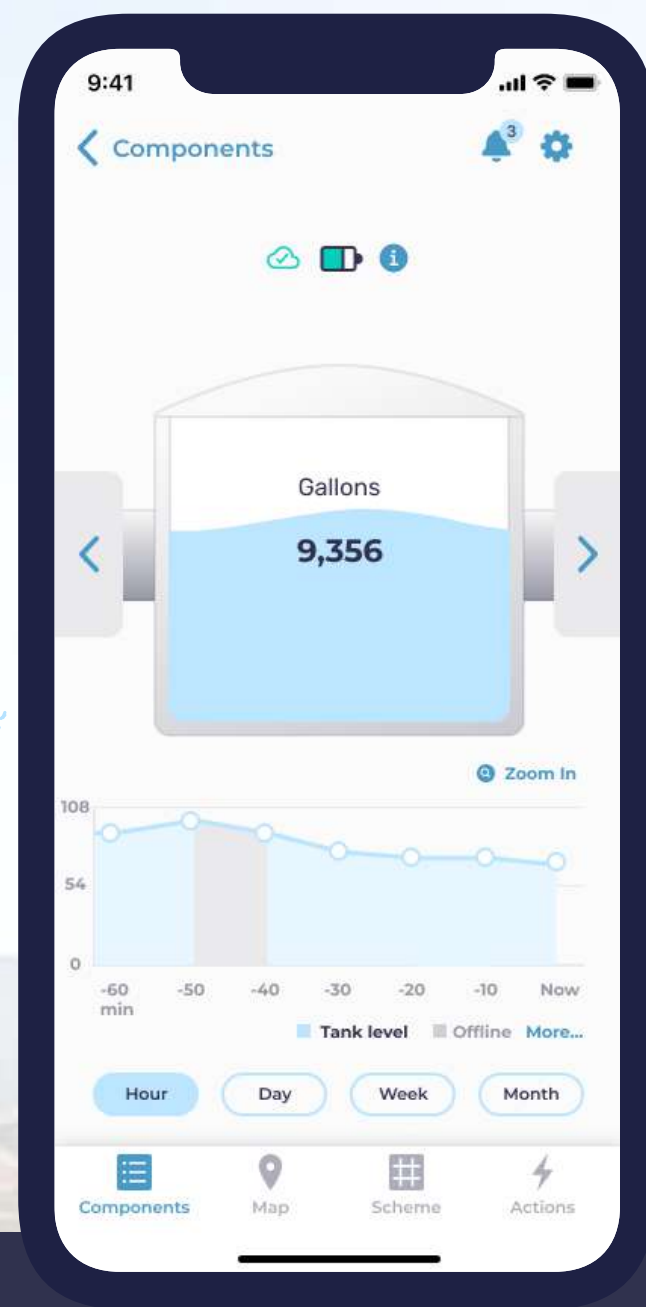 9:41
Components
3
i
Gallons
9,356
Zoom In
108
54
0
-60 -50 -40 -30 -20 -10 Now
min
Tank level Offline More...
Hour Day Week Month
Components Map Scheme Actions